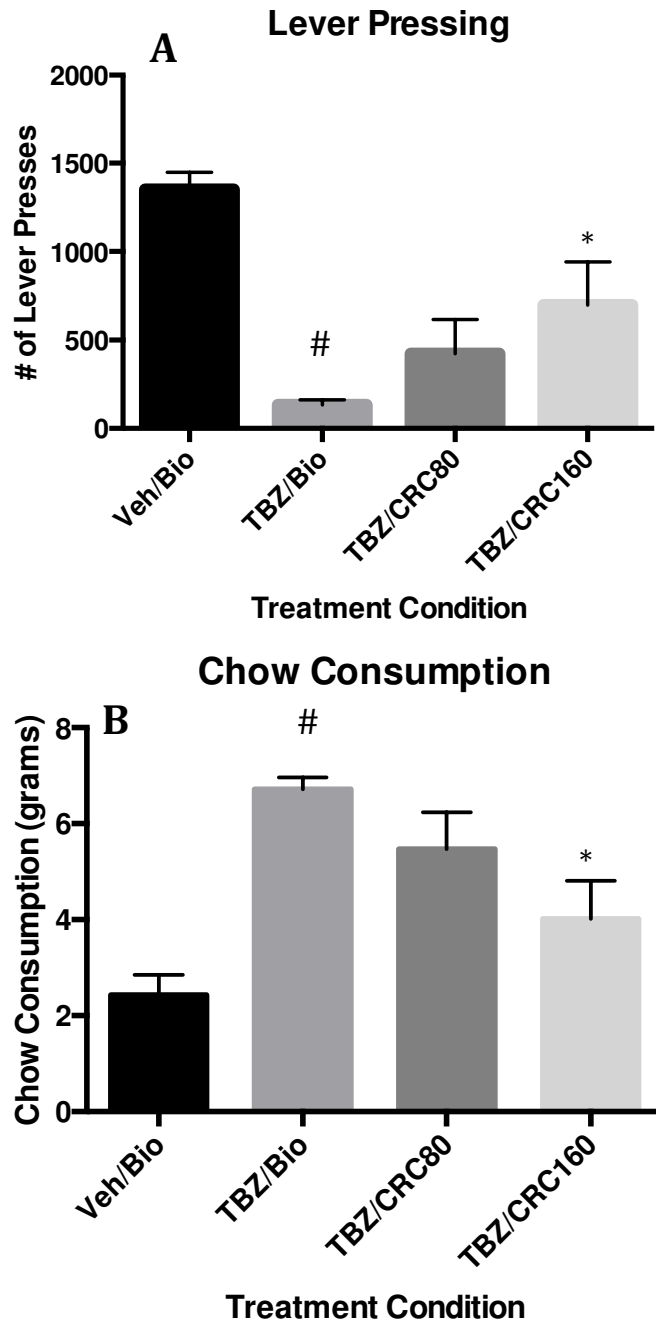 Lever Pressing
A
# of Lever Presses
2000
1500
1000
500
0
#
*
Veh/Bio
TBZ/Bio
TBZ/CRC80
TBZ/CRC160
Treatment Condition
Chow Consumption
B
Chow Consumption (grams)
8
6
4
2
0
#
*
Veh/Bio
TBZ/Bio
TBZ/CRC80
TBZ/CRC160
Treatment Condition